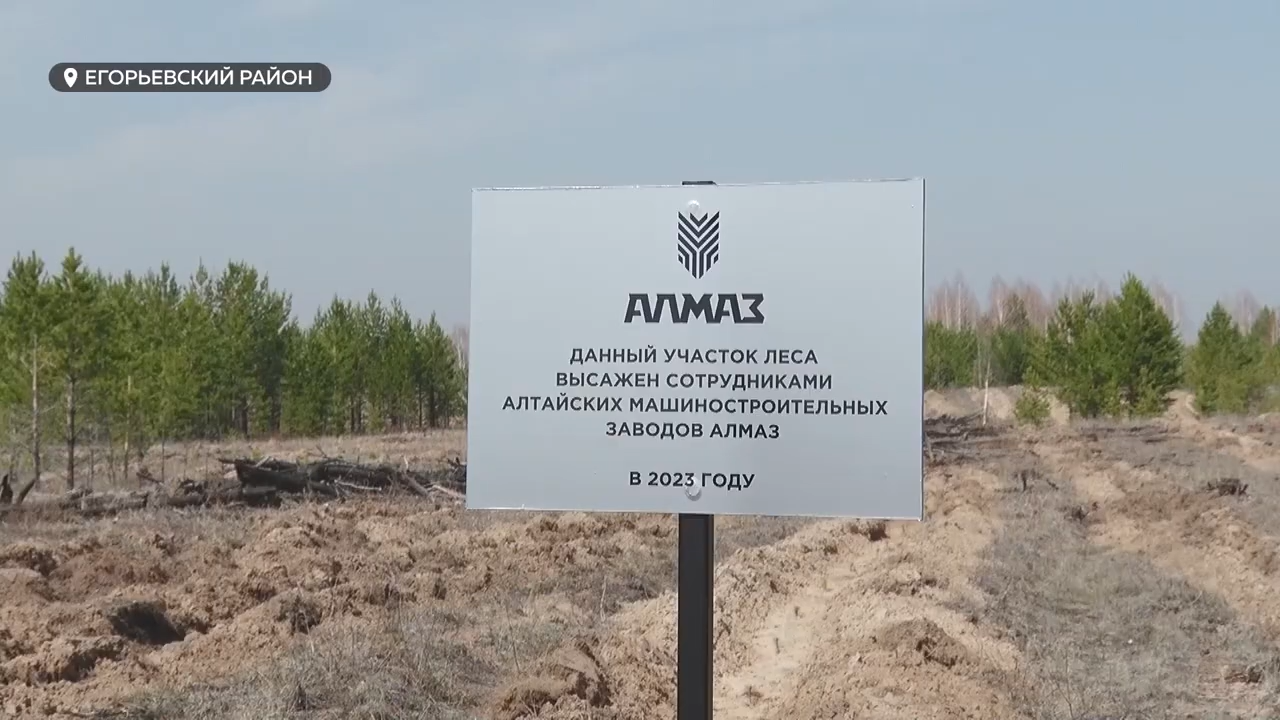 ЕГОРЬЕВСКИЙ РАЙОН
АЛМАЗ
ДАННЫЙ УЧАСТОК ЛЕСА
ВЫСАЖЕН СОТРУДНИКАМИ
АЛТАЙСКИХ МАШИНОСТРОИТЕЛЬНЫХ
ЗАВОДОВ АЛМАЗ
В 2023 ГОДУ